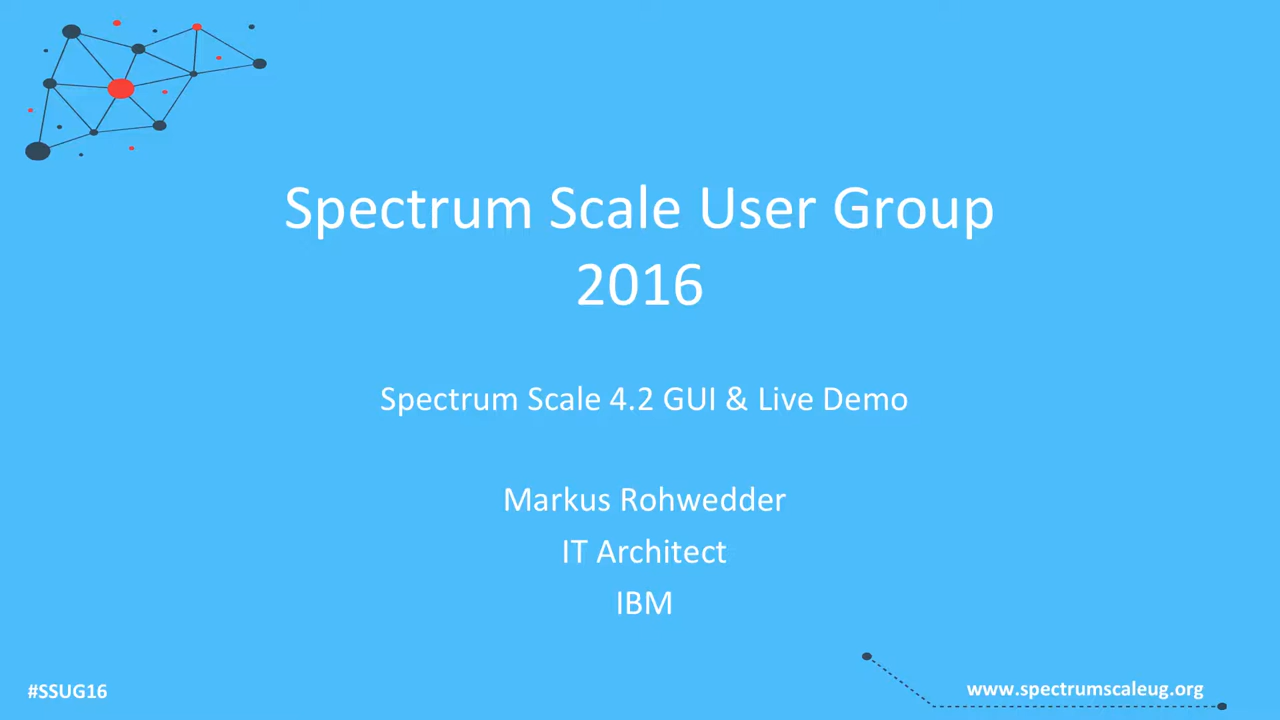 Spectrum Scale User Group
2016
Spectrum Scale 4.2 GUI & Live Demo
Markus Rohwedder
IT Architect
IBM
#SSUG16
www.spectrumscaleug.org